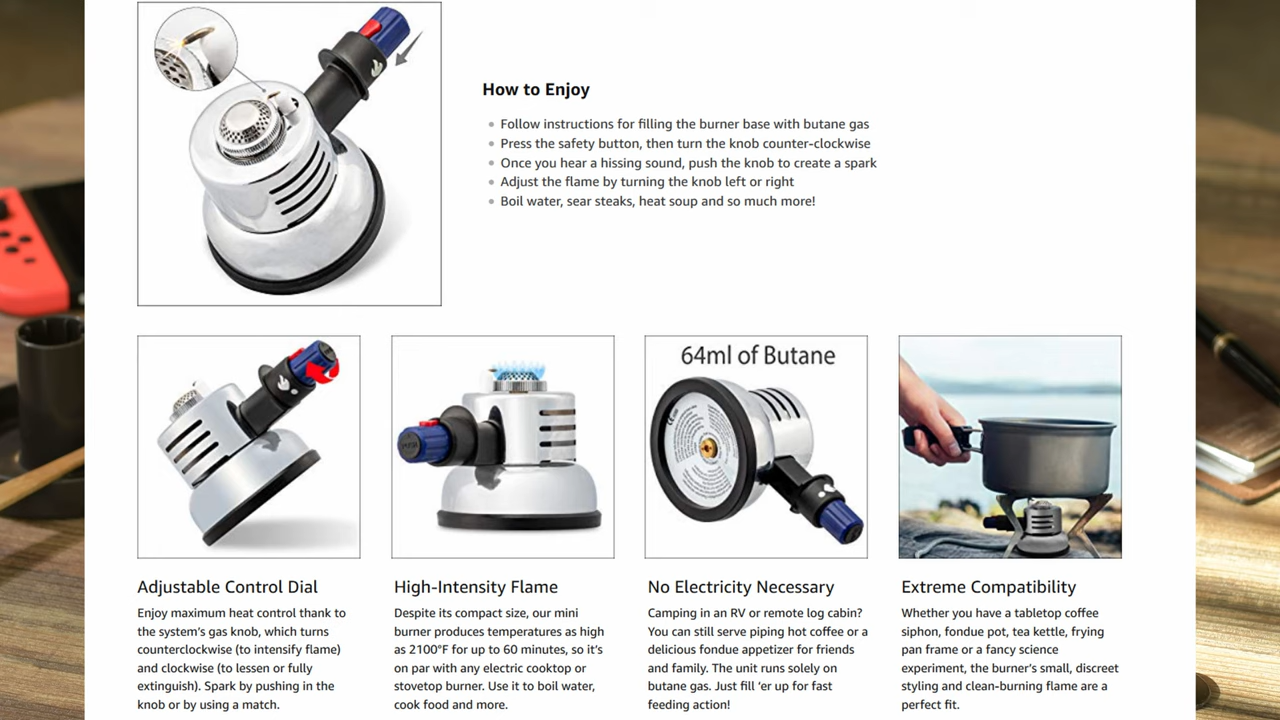 How to Enjoy
Follow instructions for filling the burner base with butane gas
Press the safety button, then turn the knob counter-clockwise
Once you hear a hissing sound, push the knob to create a spark
Adjust the flame by turning the knob left or right
Boil water, sear steaks, heat soup and so much more!
64ml of Butane
Adjustable Control Dial
Enjoy maximum heat control thank to
the system's gas knob, which turns
counterclockwise (to intensify flame)
and clockwise (to lessen or fully
extinguish). Spark by pushing in the
knob or by using a match.
High-Intensity Flame
Despite its compact size, our mini
burner produces temperatures as high
as 2100°F for up to 60 minutes, so it's
on par with any electric cooktop or
stovetop burner. Use it to boil water,
cook food and more.
No Electricity Necessary
Camping in an RV or remote log cabin?
You can still serve piping hot coffee or a
delicious fondue appetizer for friends
and family. The unit runs solely on
butane gas. Just fill 'er up for fast
feeding action!
Extreme Compatibility
Whether you have a tabletop coffee
siphon, fondue pot, tea kettle, frying
pan frame or a fancy science
experiment, the burner's small, discreet
styling and clean-burning flame are a
perfect fit.